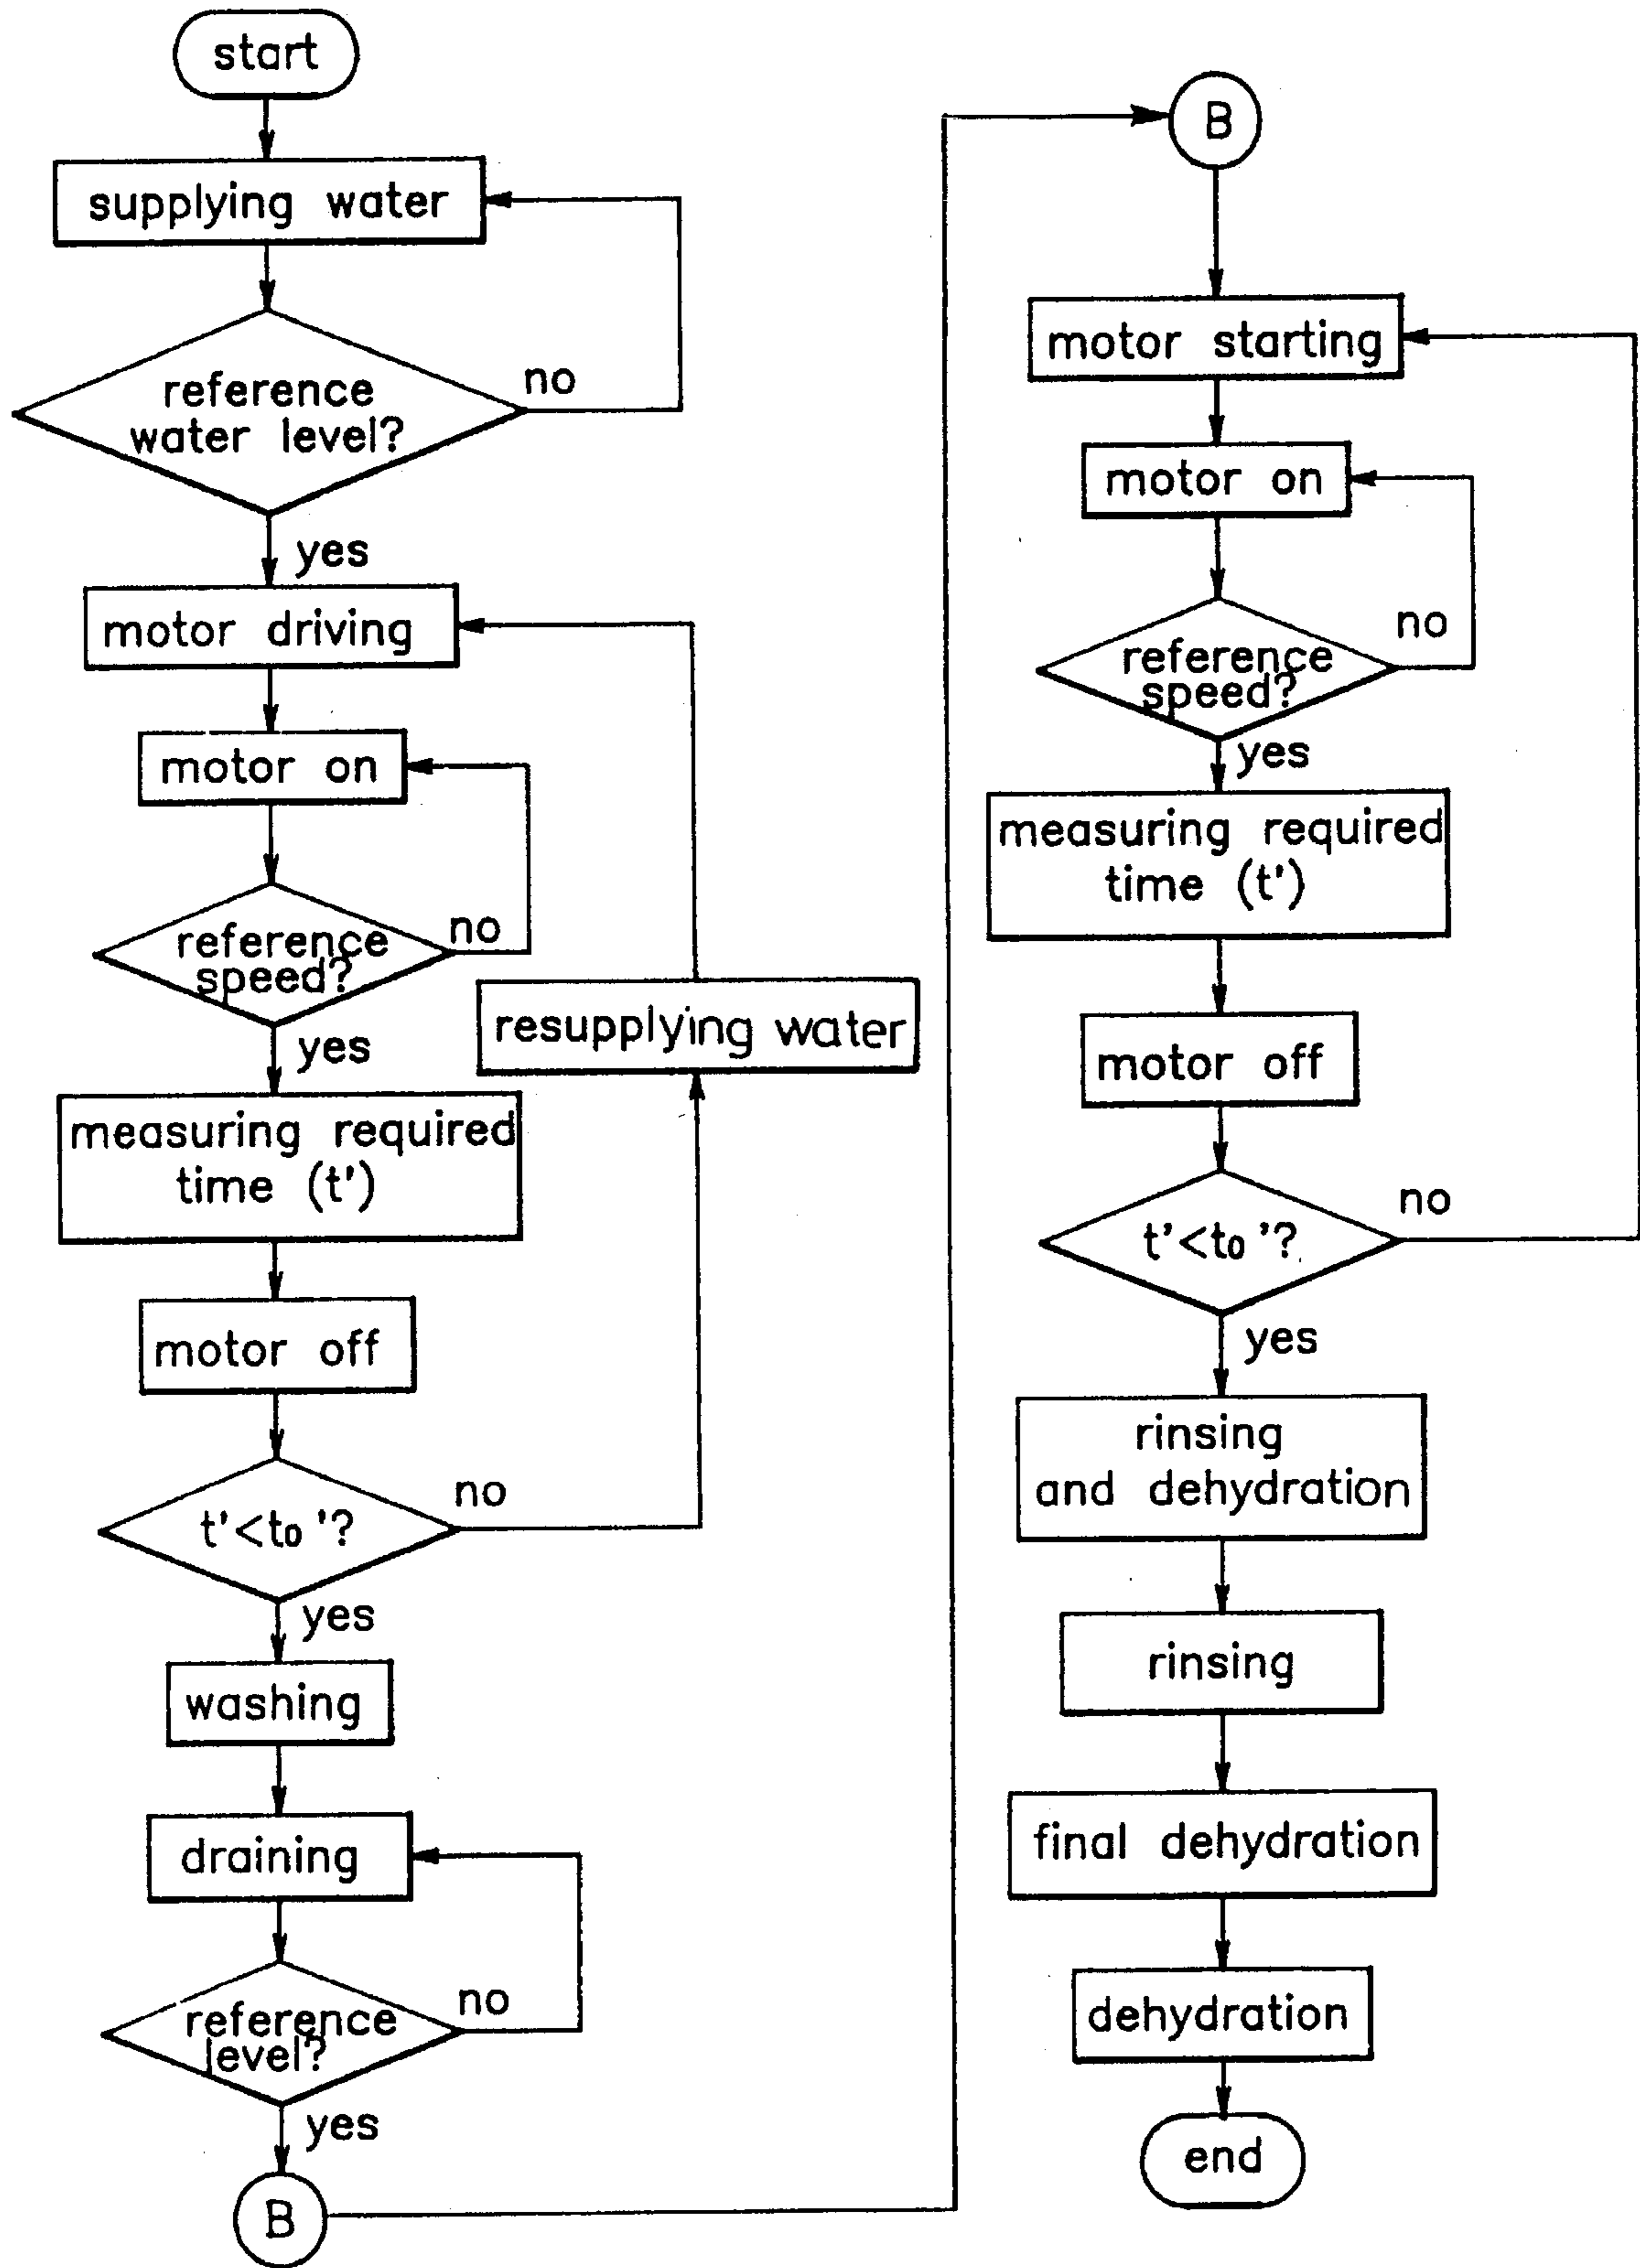 start
supplying water
reference
water level?
no
yes
motor driving
motor on
reference
speed?
no
yes
resupplying water
measuring required
time (t')
motor off
t'<t₀'?
no
yes
washing
draining
reference
level?
no
yes
B
B
motor starting
motor on
reference
speed?
no
yes
measuring required
time (t')
motor off
t'<t₀'?
no
yes
rinsing
and dehydration
rinsing
final dehydration
dehydration
end